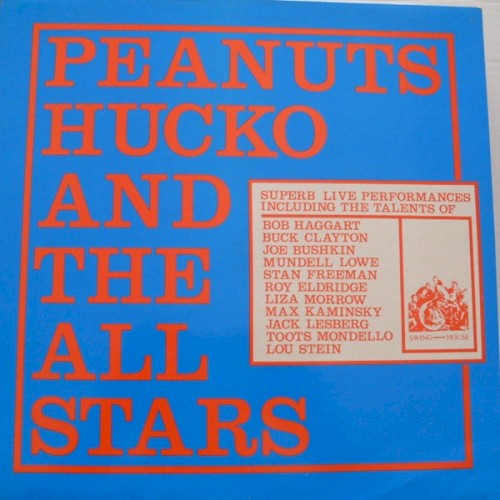 PEANUTS
HUCKO
AND
THE
ALL
STARS
SUPERB LIVE PERFORMANCES
INCLUDING THE TALENTS OF
BOB HAGGART
BUCK CLAYTON
JOE BUSHKIN
MUNDELL LOWE
STAN FREEMAN
ROY ELDRIDGE
LIZA MORROW
MAX KAMINSKY
JACK LESBERG
TOOTS MONDELLO
LOU STEIN
SWING—HOUSE